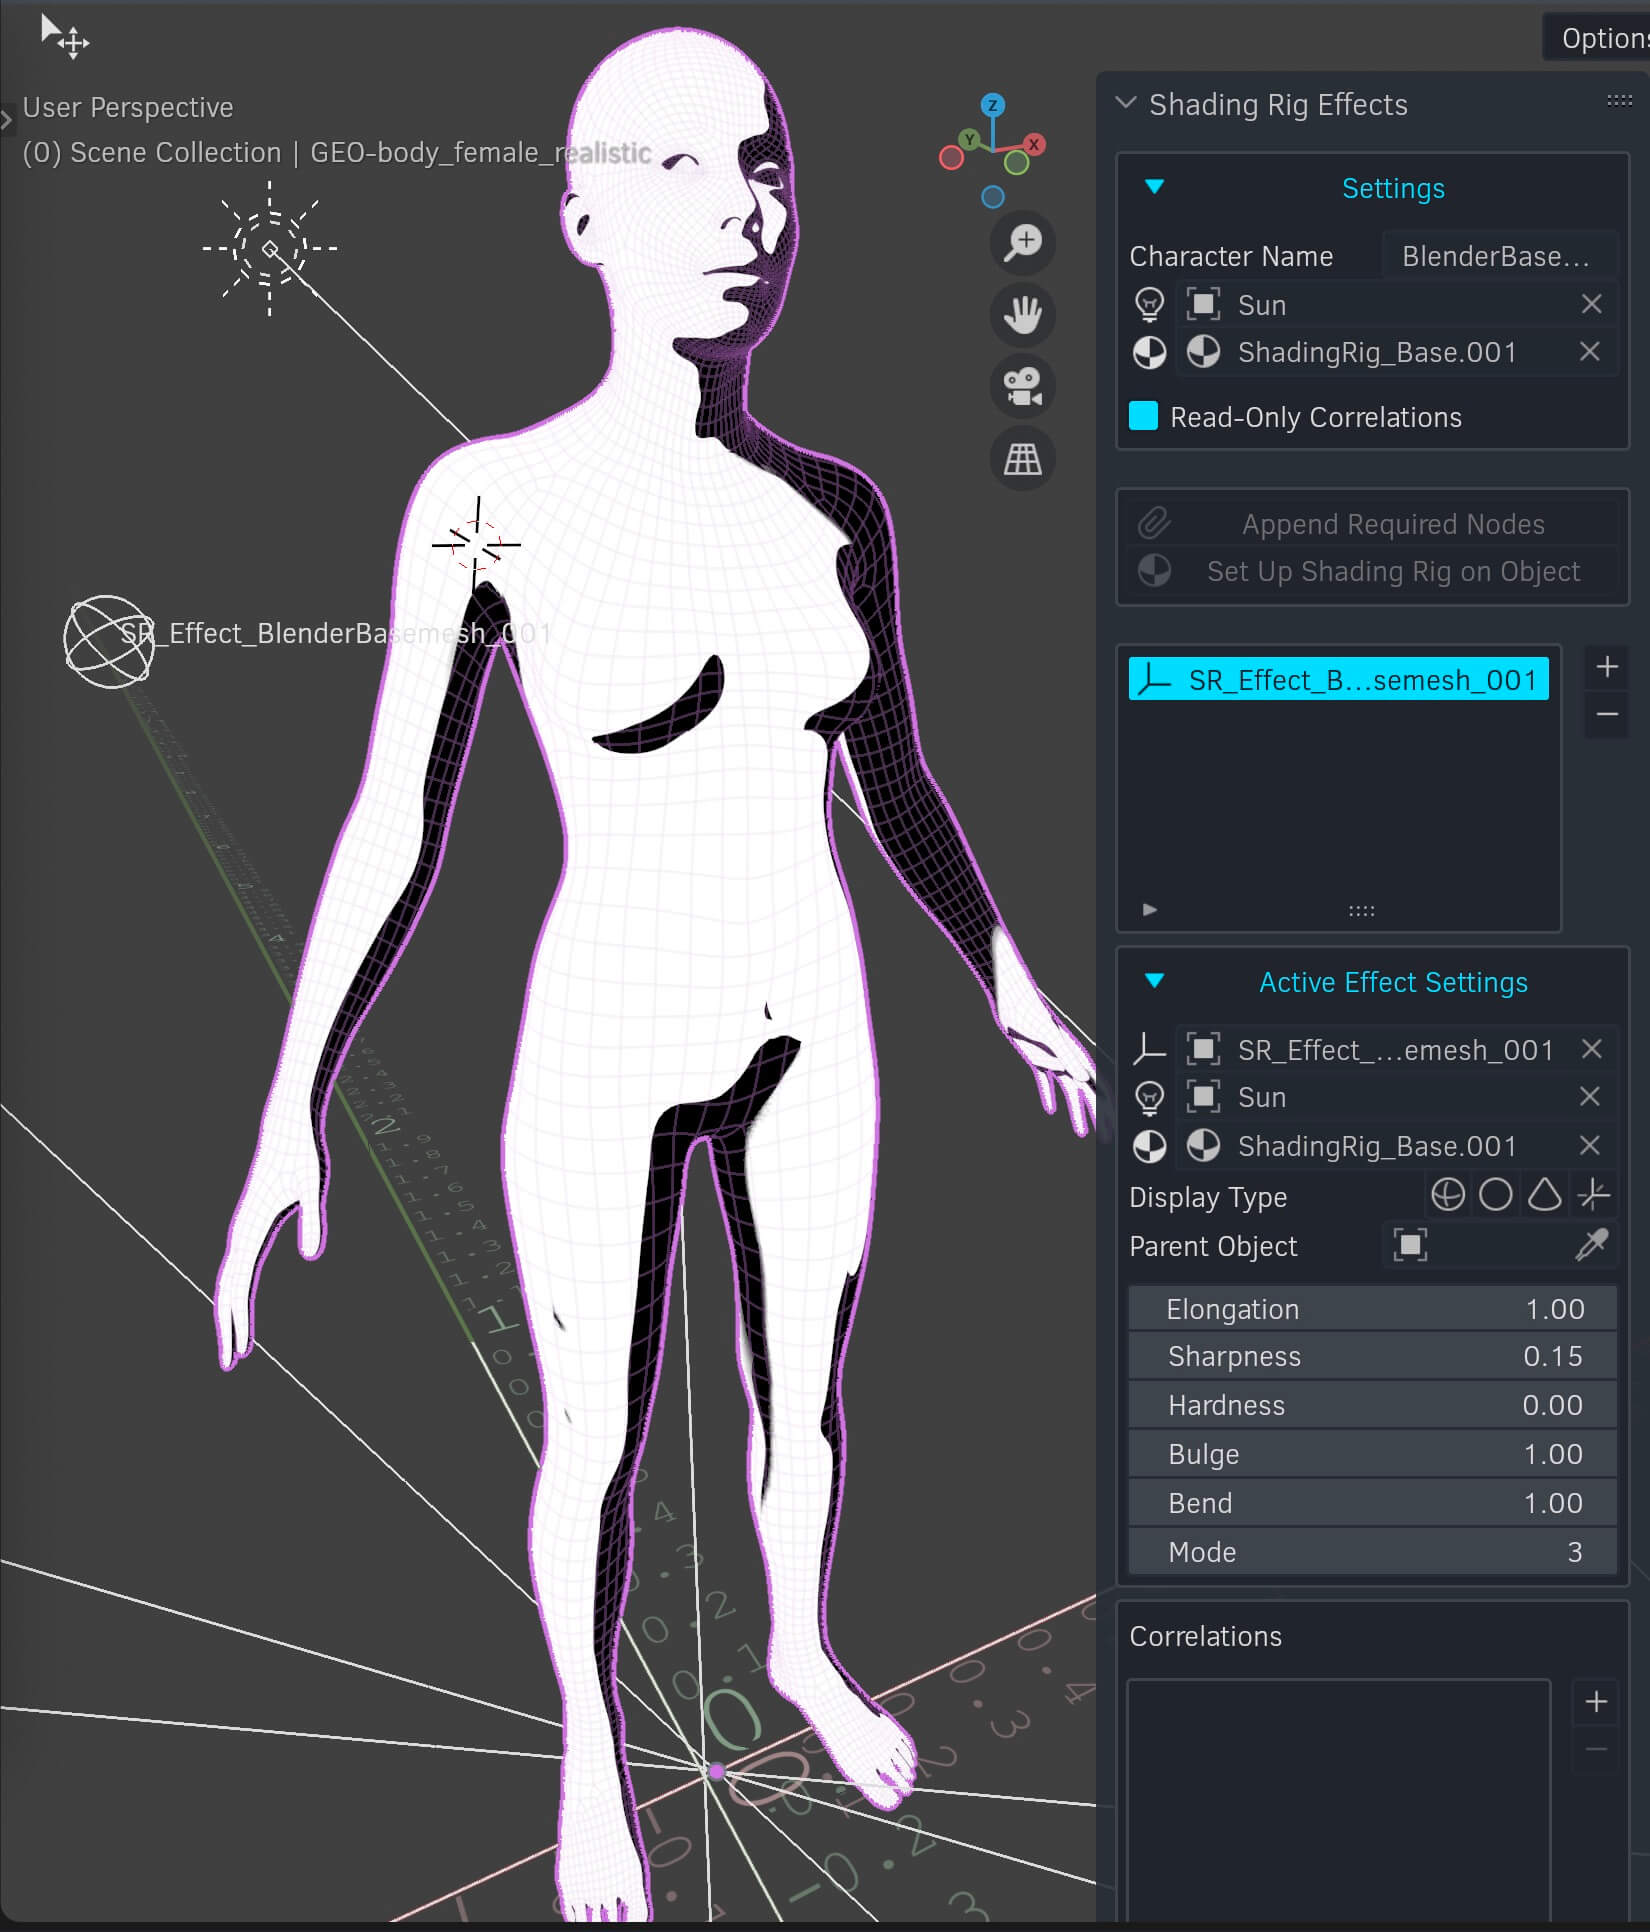 Options
User Perspective
(0) Scene Collection | GEO-body_female_realistic
Z
Y
X
SR_Effect_BlenderBasemesh_001
Shading Rig Effects
Settings
Character Name BlenderBase...
Sun
ShadingRig_Base.001
Read-Only Correlations
Append Required Nodes
Set Up Shading Rig on Object
SR_Effect_B...semesh_001
Active Effect Settings
SR_Effect_...emesh_001
Sun
ShadingRig_Base.001
Display Type
Parent Object
Elongation 1.00
Sharpness 0.15
Hardness 0.00
Bulge 1.00
Bend 1.00
Mode 3
Correlations